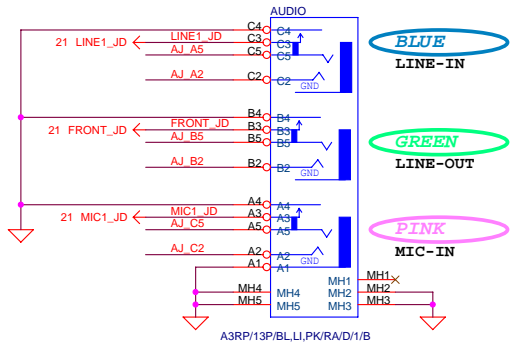 AUDIO
C4 C4
21 LINE1_JD LINE1_JD C3 C3
AJ_A5 C5 C5
BLUE
LINE-IN
AJ_A2 C2 C2
GND
B4 B4
21 FRONT_JD FRONT_JD B3 B3
AJ_B5 B5 B5
GREEN
LINE-OUT
AJ_B2 B2 B2
GND
A4 A4
21 MIC1_JD MIC1_JD A3 A3
AJ_C5 A5 A5
PINK
MIC-IN
AJ_C2 A2 A2
GND
A1 A1
MH1 MH1
MH4 MH4 MH2 MH2
MH5 MH5 MH3 MH3
A3RP/13P/BL,LI,PK/RA/D/1/B